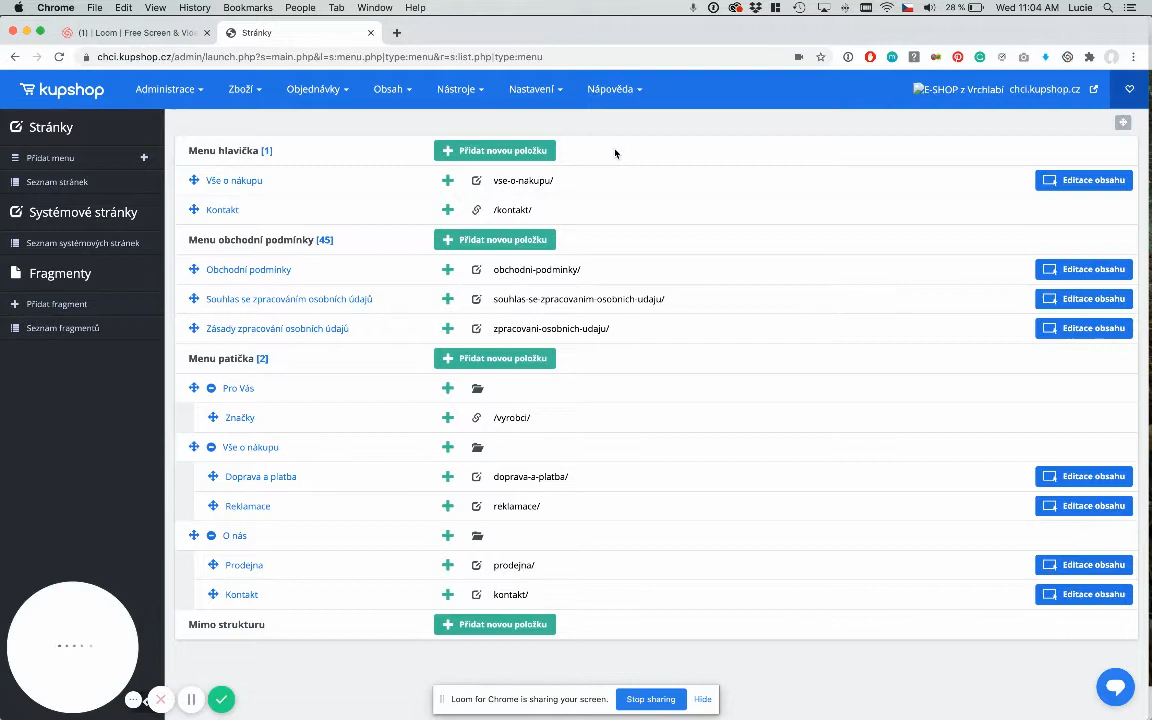 Chrome File Edit View History Bookmarks People Tab Window Help 28 % Wed 11:04 AM Lucie
(1) | Loom | Free Screen & Vide
Stránky
chci.kupshop.cz/admin/launch.php?s=main.php&l=s:menu.php|type:menu&r=s:list.php|type:menu
kupshop Administrace Zboží Objednávky Obsah Nástroje Nastavení Nápověda E-SHOP z Vrchlabí chci.kupshop.cz
Stránky
Přidat menu
Seznam stránek
Systémové stránky
Seznam systémových stránek
Fragmenty
Přidat fragment
Seznam fragmentů
Menu hlavička [1] Přidat novou položku
Vše o nákupu vse-o-nakupu/ Editace obsahu
Kontakt /kontakt/
Menu obchodní podmínky [45] Přidat novou položku
Obchodní podmínky obchodni-podminky/ Editace obsahu
Souhlas se zpracováním osobních údajů souhlas-se-zpracovanim-osobnich-udaju/ Editace obsahu
Zásady zpracování osobních údajů zpracovani-osobnich-udaju/ Editace obsahu
Menu patička [2] Přidat novou položku
Pro Vás
Značky /vyrobci/
Vše o nákupu
Doprava a platba doprava-a-platba/ Editace obsahu
Reklamace reklamace/ Editace obsahu
O nás
Prodejna prodejna/ Editace obsahu
Kontakt kontakt/ Editace obsahu
Mimo strukturu Přidat novou položku
Loom for Chrome is sharing your screen. Stop sharing Hide